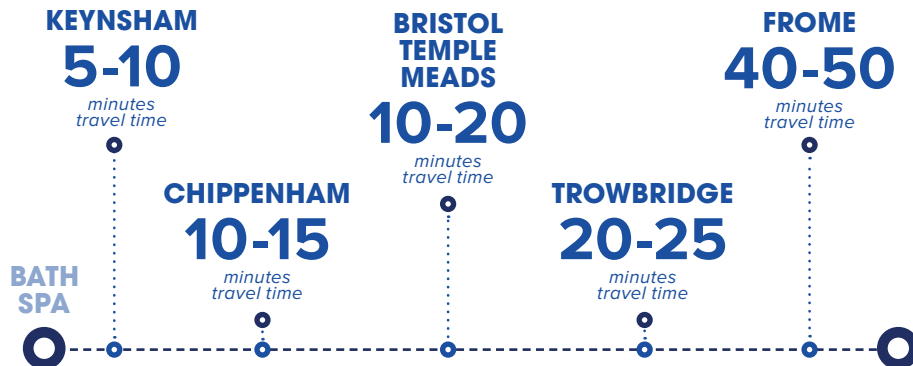 KEYNSHAM
5-10
minutes
travel time
BRISTOL
TEMPLE
MEADS
10-20
minutes
travel time
FROME
40-50
minutes
travel time
CHIPPENHAM
10-15
minutes
travel time
TROWBRIDGE
20-25
minutes
travel time
BATH
SPA